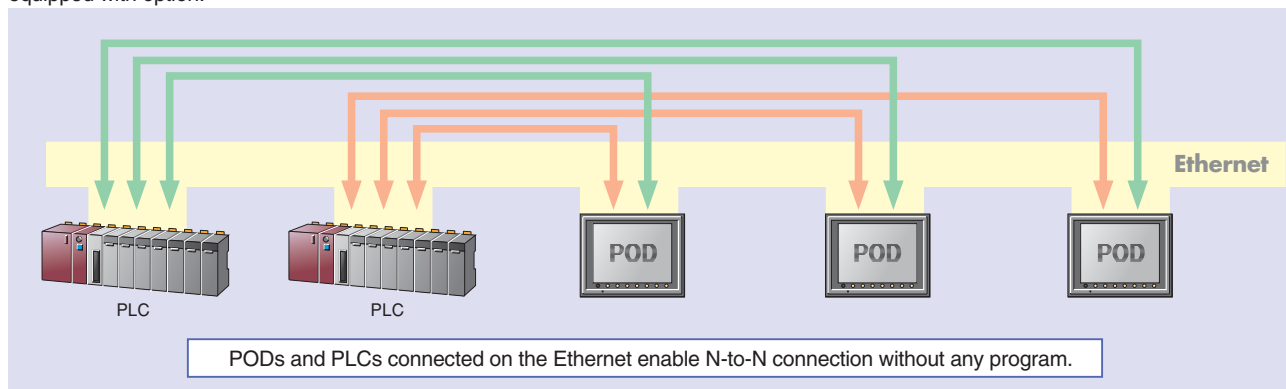 equipped with option.
Ethernet
POD
POD
POD
PLC
PLC
PODs and PLCs connected on the Ethernet enable N-to-N connection without any program.